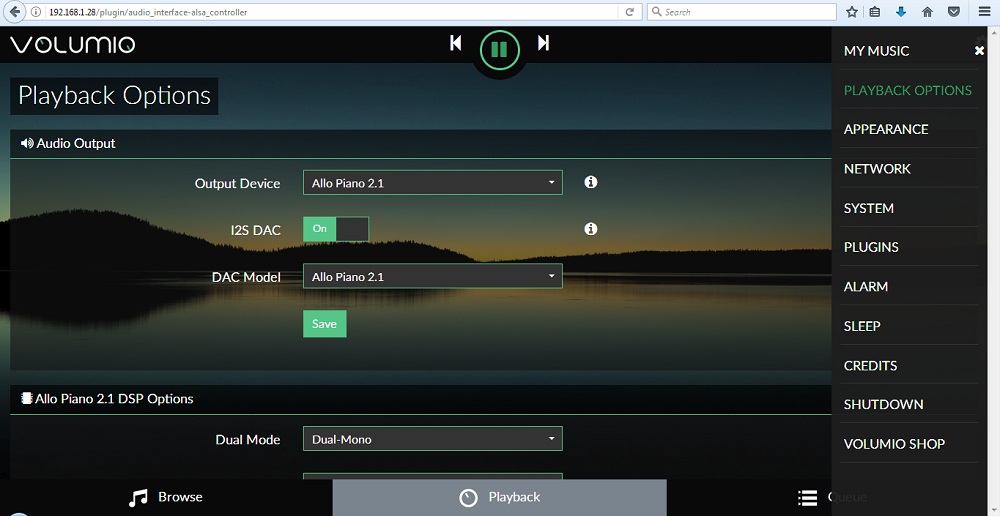 192.168.1.28/plugin/audio_interface-alsa_controller
Search
VOLUMIO
MY MUSIC
Playback Options
PLAYBACK OPTIONS
Audio Output
APPEARANCE
Output Device
Allo Piano 2.1
NETWORK
I2S DAC
On
SYSTEM
PLUGINS
DAC Model
Allo Piano 2.1
ALARM
Save
SLEEP
CREDITS
Allo Piano 2.1 DSP Options
SHUTDOWN
Dual Mode
Dual-Mono
VOLUMIO SHOP
Browse
Playback
Queue